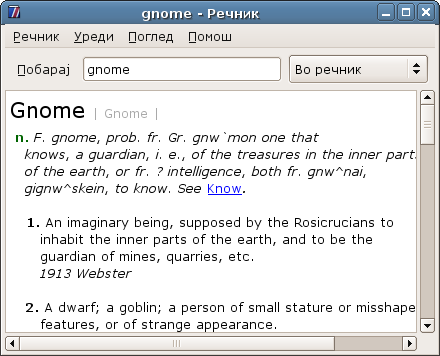 gnome - Речник
Речник Уреди Поглед Помош
Побарај gnome Во речник
Gnome | Gnome |
n. F. gnome, prob. fr. Gr. gnw`mon one that
knows, a guardian, i. e., of the treasures in the inner parts
of the earth, or fr. ? intelligence, both fr. gnw^nai,
gignw^skein, to know. See Know.
1. An imaginary being, supposed by the Rosicrucians to
inhabit the inner parts of the earth, and to be the
guardian of mines, quarries, etc.
1913 Webster
2. A dwarf; a goblin; a person of small stature or misshape
features, or of strange appearance.